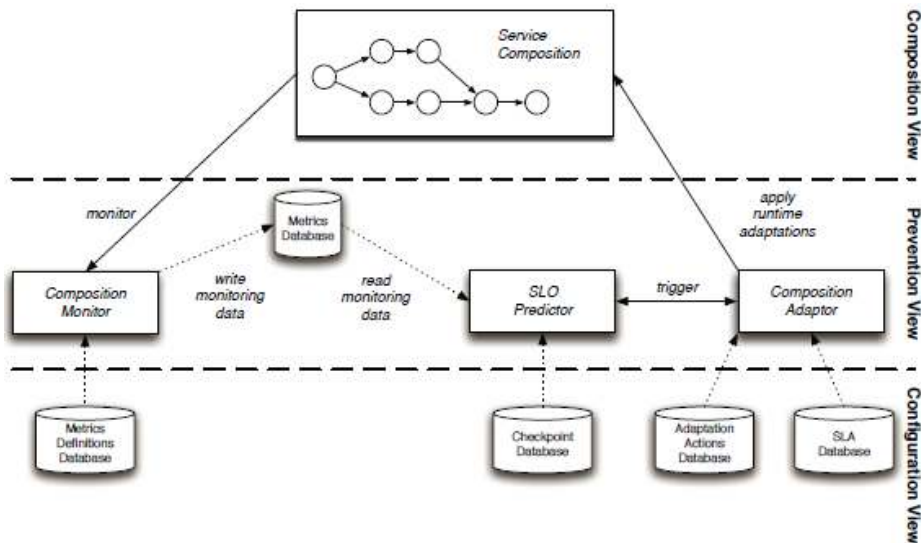 Service
Composition
Composition View
monitor
Metrics
Database
apply
runtime
adaptations
Prevention View
write
monitoring
data
read
monitoring
data
Composition
Monitor
SLO
Predictor
trigger
Composition
Adaptor
Metrics
Definitions
Database
Checkpoint
Database
Adaptation
Actions
Database
SLA
Database
Configuration View